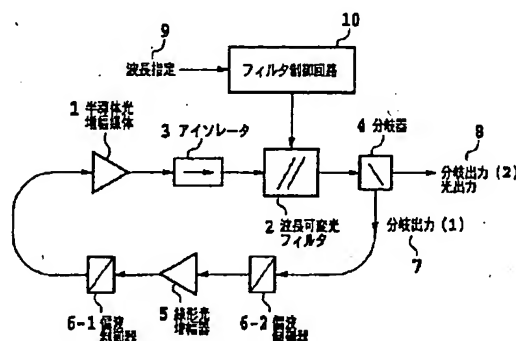 9
波長指定
10
フィルタ制御回路
1 半導体光
増幅媒体
3 アイソレータ
4 分岐器
8
分岐出力 (2)
光出力
2 波長可変光
フィルタ
分岐出力 (1)
7
6-1 偏波
制御器
5 線形光
増幅器
6-2 偏波
制御器